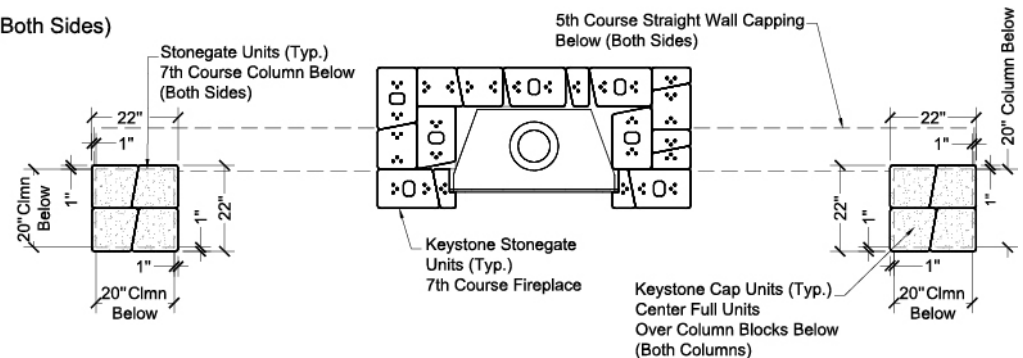 Both Sides)
5th Course Straight Wall Capping
Below (Both Sides)
Stonegate Units (Typ.)
7th Course Column Below
(Both Sides)
22"
1"
20" Clmn
Below
1"
22"
1"
1"
20" Clmn
Below
Keystone Stonegate
Units (Typ.)
7th Course Fireplace
22"
1"
20" Column Below
1"
22"
1"
1"
20" Clmn
Below
Keystone Cap Units (Typ.)
Center Full Units
Over Column Blocks Below
(Both Columns)